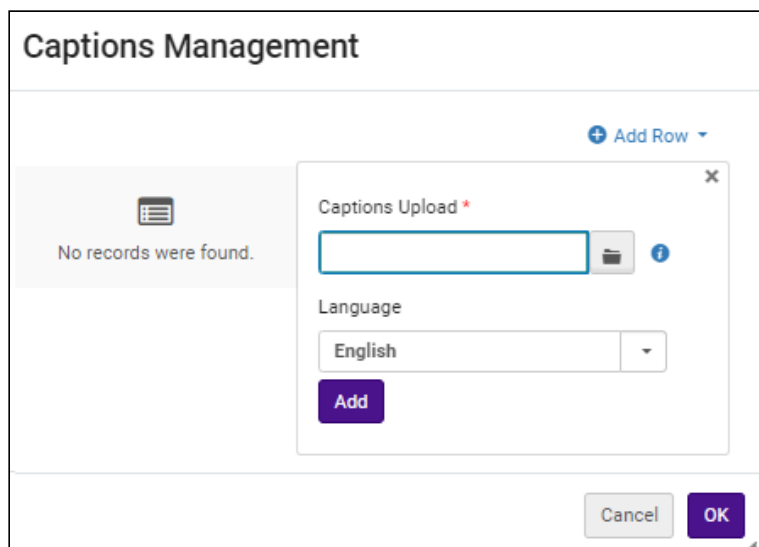 Captions Management
Add Row
No records were found.
Captions Upload *
Language
English
Add
Cancel
OK